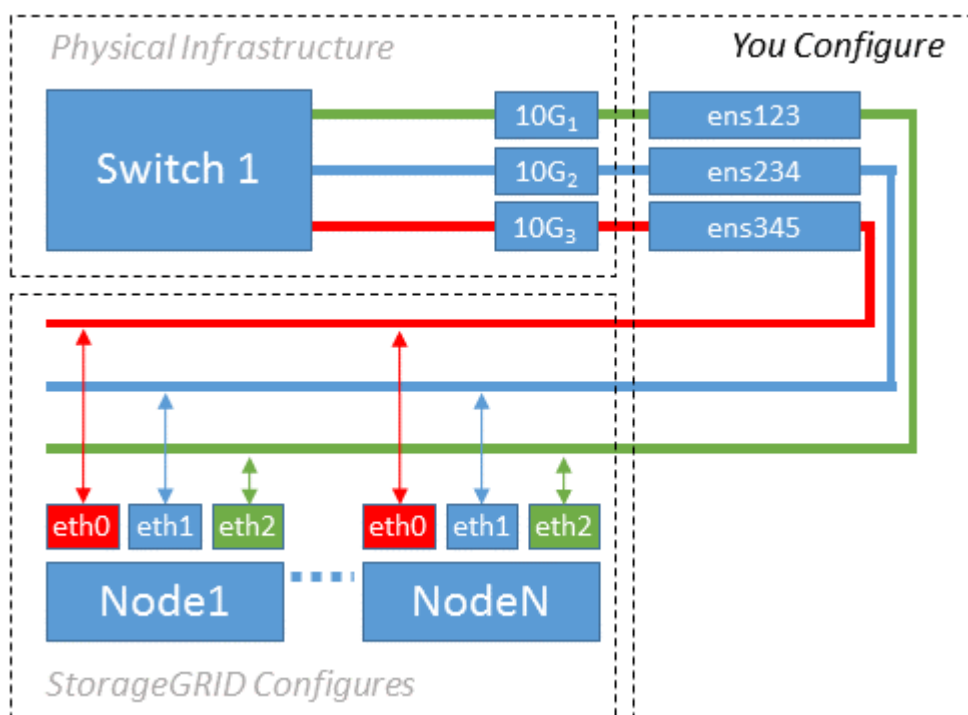 Physical Infrastructure
You Configure
Switch 1
10G₁
ens123
10G₂
ens234
10G₃
ens345
eth0 eth1 eth2
eth0 eth1 eth2
Node1
NodeN
StorageGRID Configures